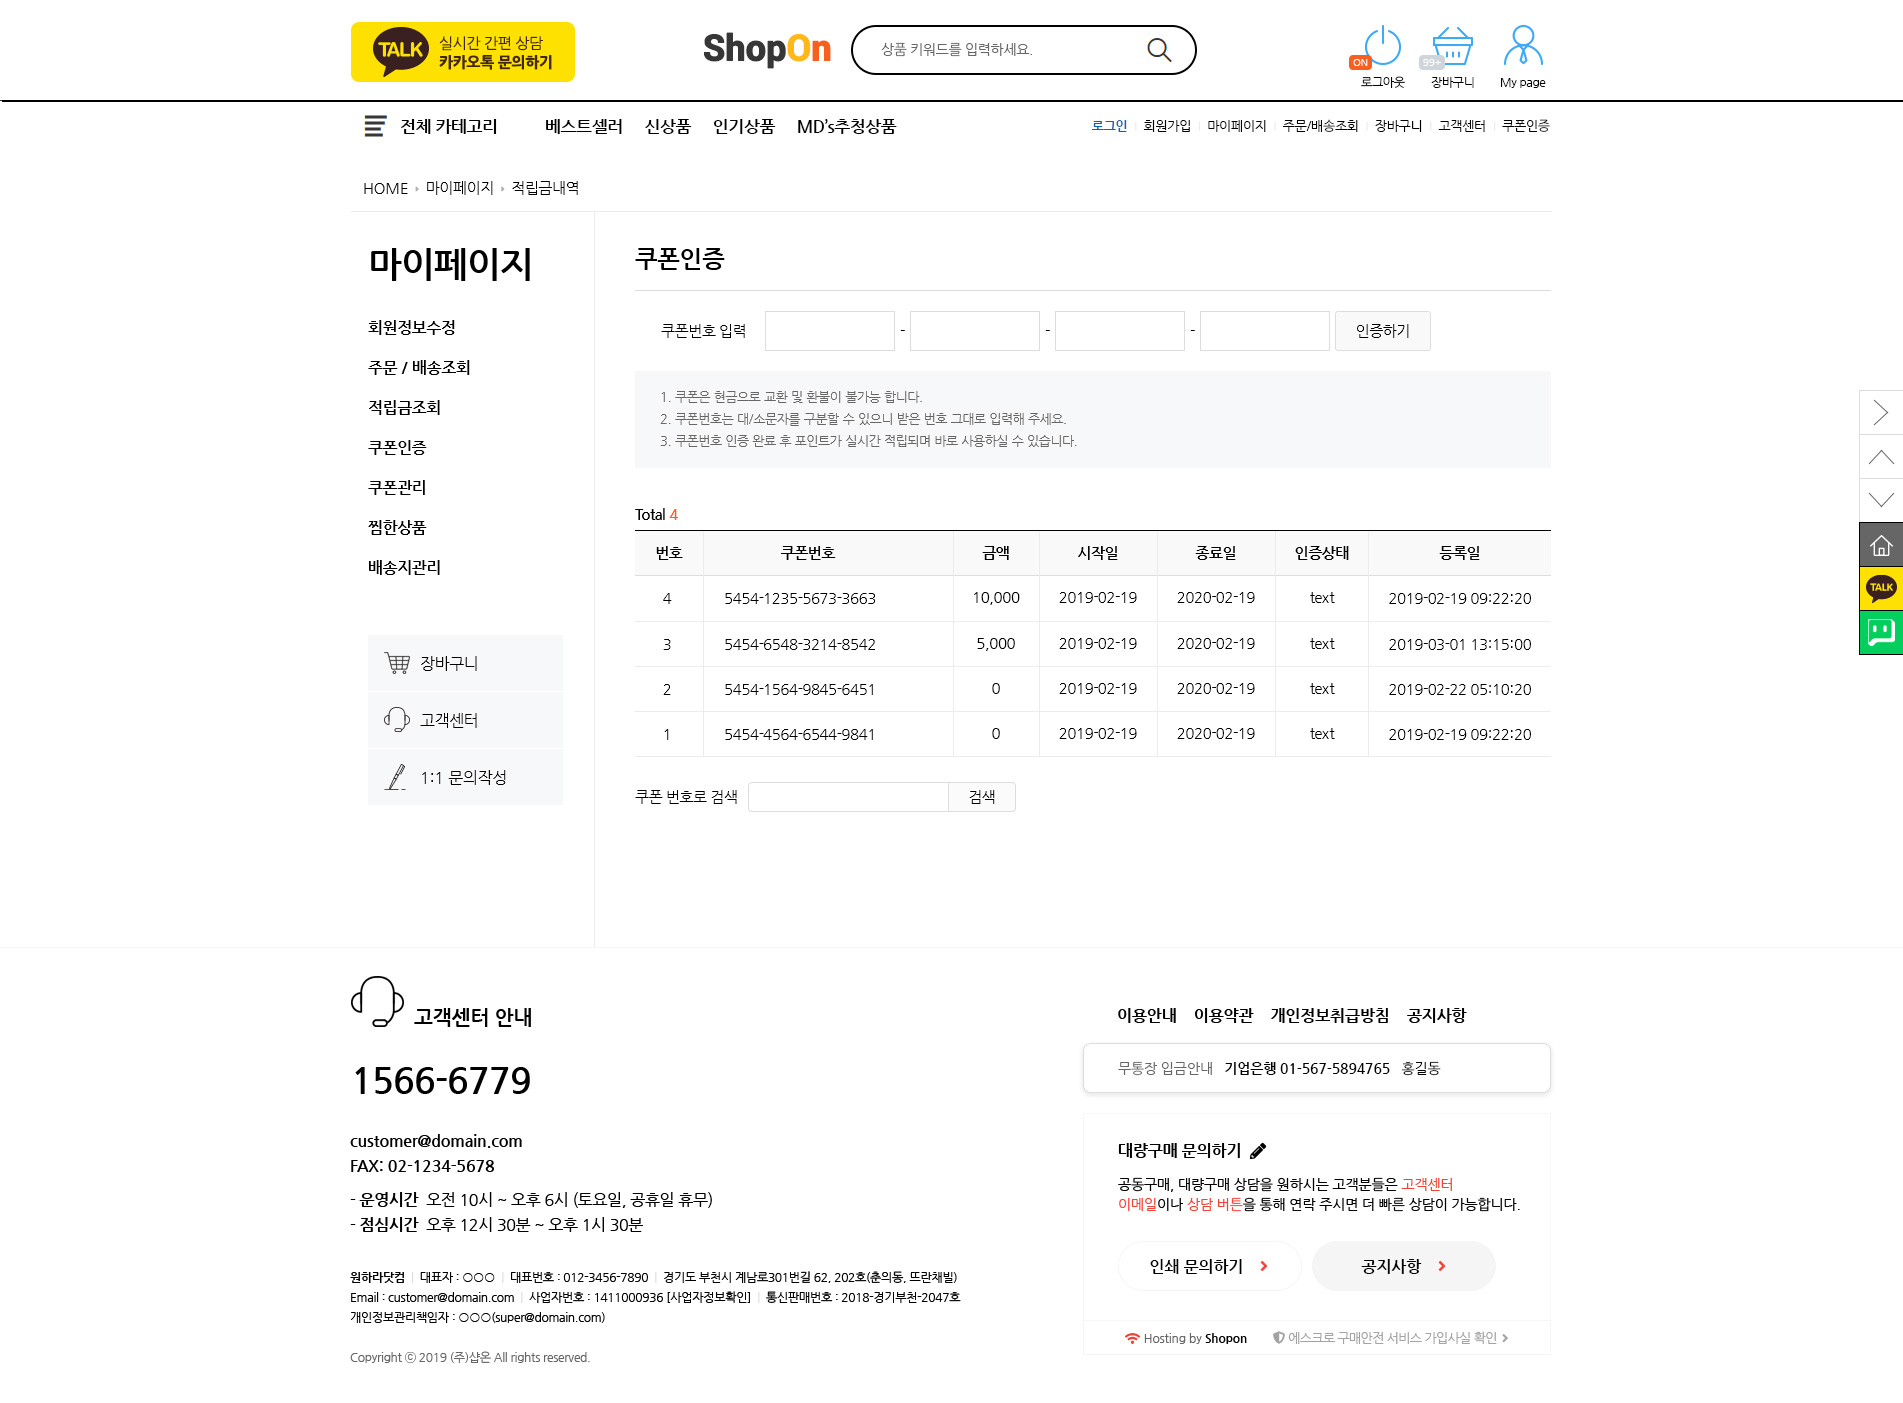 TALK 실시간 간편 상담
카카오톡 문의하기
ShopOn
상품 키워드를 입력하세요.
ON 99+
로그아웃 장바구니 My page
전체 카테고리 베스트셀러 신상품 인기상품 MD's추청상품
로그인 회원가입 마이페이지 주문/배송조회 장바구니 고객센터 쿠폰인증
HOME 마이페이지 적립금내역
마이페이지
회원정보수정
주문 / 배송조회
적립금조회
쿠폰인증
쿠폰관리
찜한상품
배송지관리
장바구니
고객센터
1:1 문의작성
쿠폰인증
쿠폰번호 입력 - - - 인증하기
1. 쿠폰은 현금으로 교환 및 환불이 불가능 합니다.
2. 쿠폰번호는 대/소문자를 구분할 수 있으니 받은 번호 그대로 입력해 주세요.
3. 쿠폰번호 인증 완료 후 포인트가 실시간 적립되며 바로 사용하실 수 있습니다.
Total 4
번호 쿠폰번호 금액 시작일 종료일 인증상태 등록일
4 5454-1235-5673-3663 10,000 2019-02-19 2020-02-19 text 2019-02-19 09:22:20
3 5454-6548-3214-8542 5,000 2019-02-19 2020-02-19 text 2019-03-01 13:15:00
2 5454-1564-9845-6451 0 2019-02-19 2020-02-19 text 2019-02-22 05:10:20
1 5454-4564-6544-9841 0 2019-02-19 2020-02-19 text 2019-02-19 09:22:20
쿠폰 번호로 검색 검색
TALK
고객센터 안내
1566-6779
customer@domain.com
FAX: 02-1234-5678
- 운영시간 오전 10시 ~ 오후 6시 (토요일, 공휴일 휴무)
- 점심시간 오후 12시 30분 ~ 오후 1시 30분
원하라닷컴 | 대표자 : ○○○ | 대표번호 : 012-3456-7890 | 경기도 부천시 계남로301번길 62, 202호(춘의동, 뜨란채빌)
Email : customer@domain.com | 사업자번호 : 1411000936 [사업자정보확인] | 통신판매번호 : 2018-경기부천-2047호
개인정보관리책임자 : ○○○(super@domain.com)
Copyright ⓒ 2019 (주)샵온 All rights reserved.
이용안내 이용약관 개인정보취급방침 공지사항
무통장 입금안내 기업은행 01-567-5894765 홍길동
대량구매 문의하기
공동구매, 대량구매 상담을 원하시는 고객분들은 고객센터
이메일이나 상담 버튼을 통해 연락 주시면 더 빠른 상담이 가능합니다.
인쇄 문의하기 공지사항
Hosting by Shopon 에스크로 구매안전 서비스 가입사실 확인